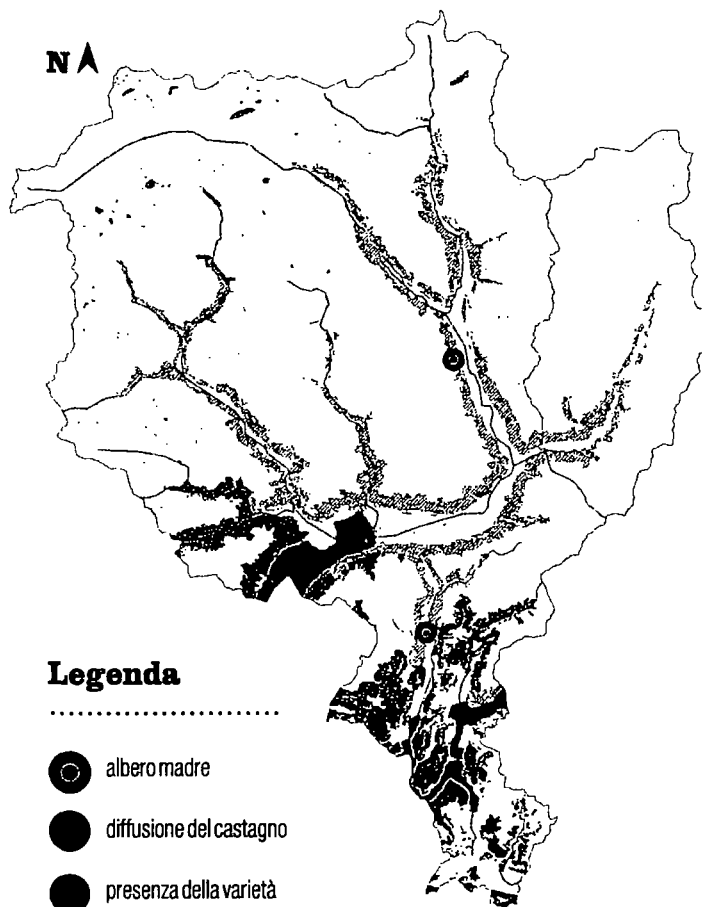 N
Legenda
albero madre
diffusione del castagno
presenza della varietà